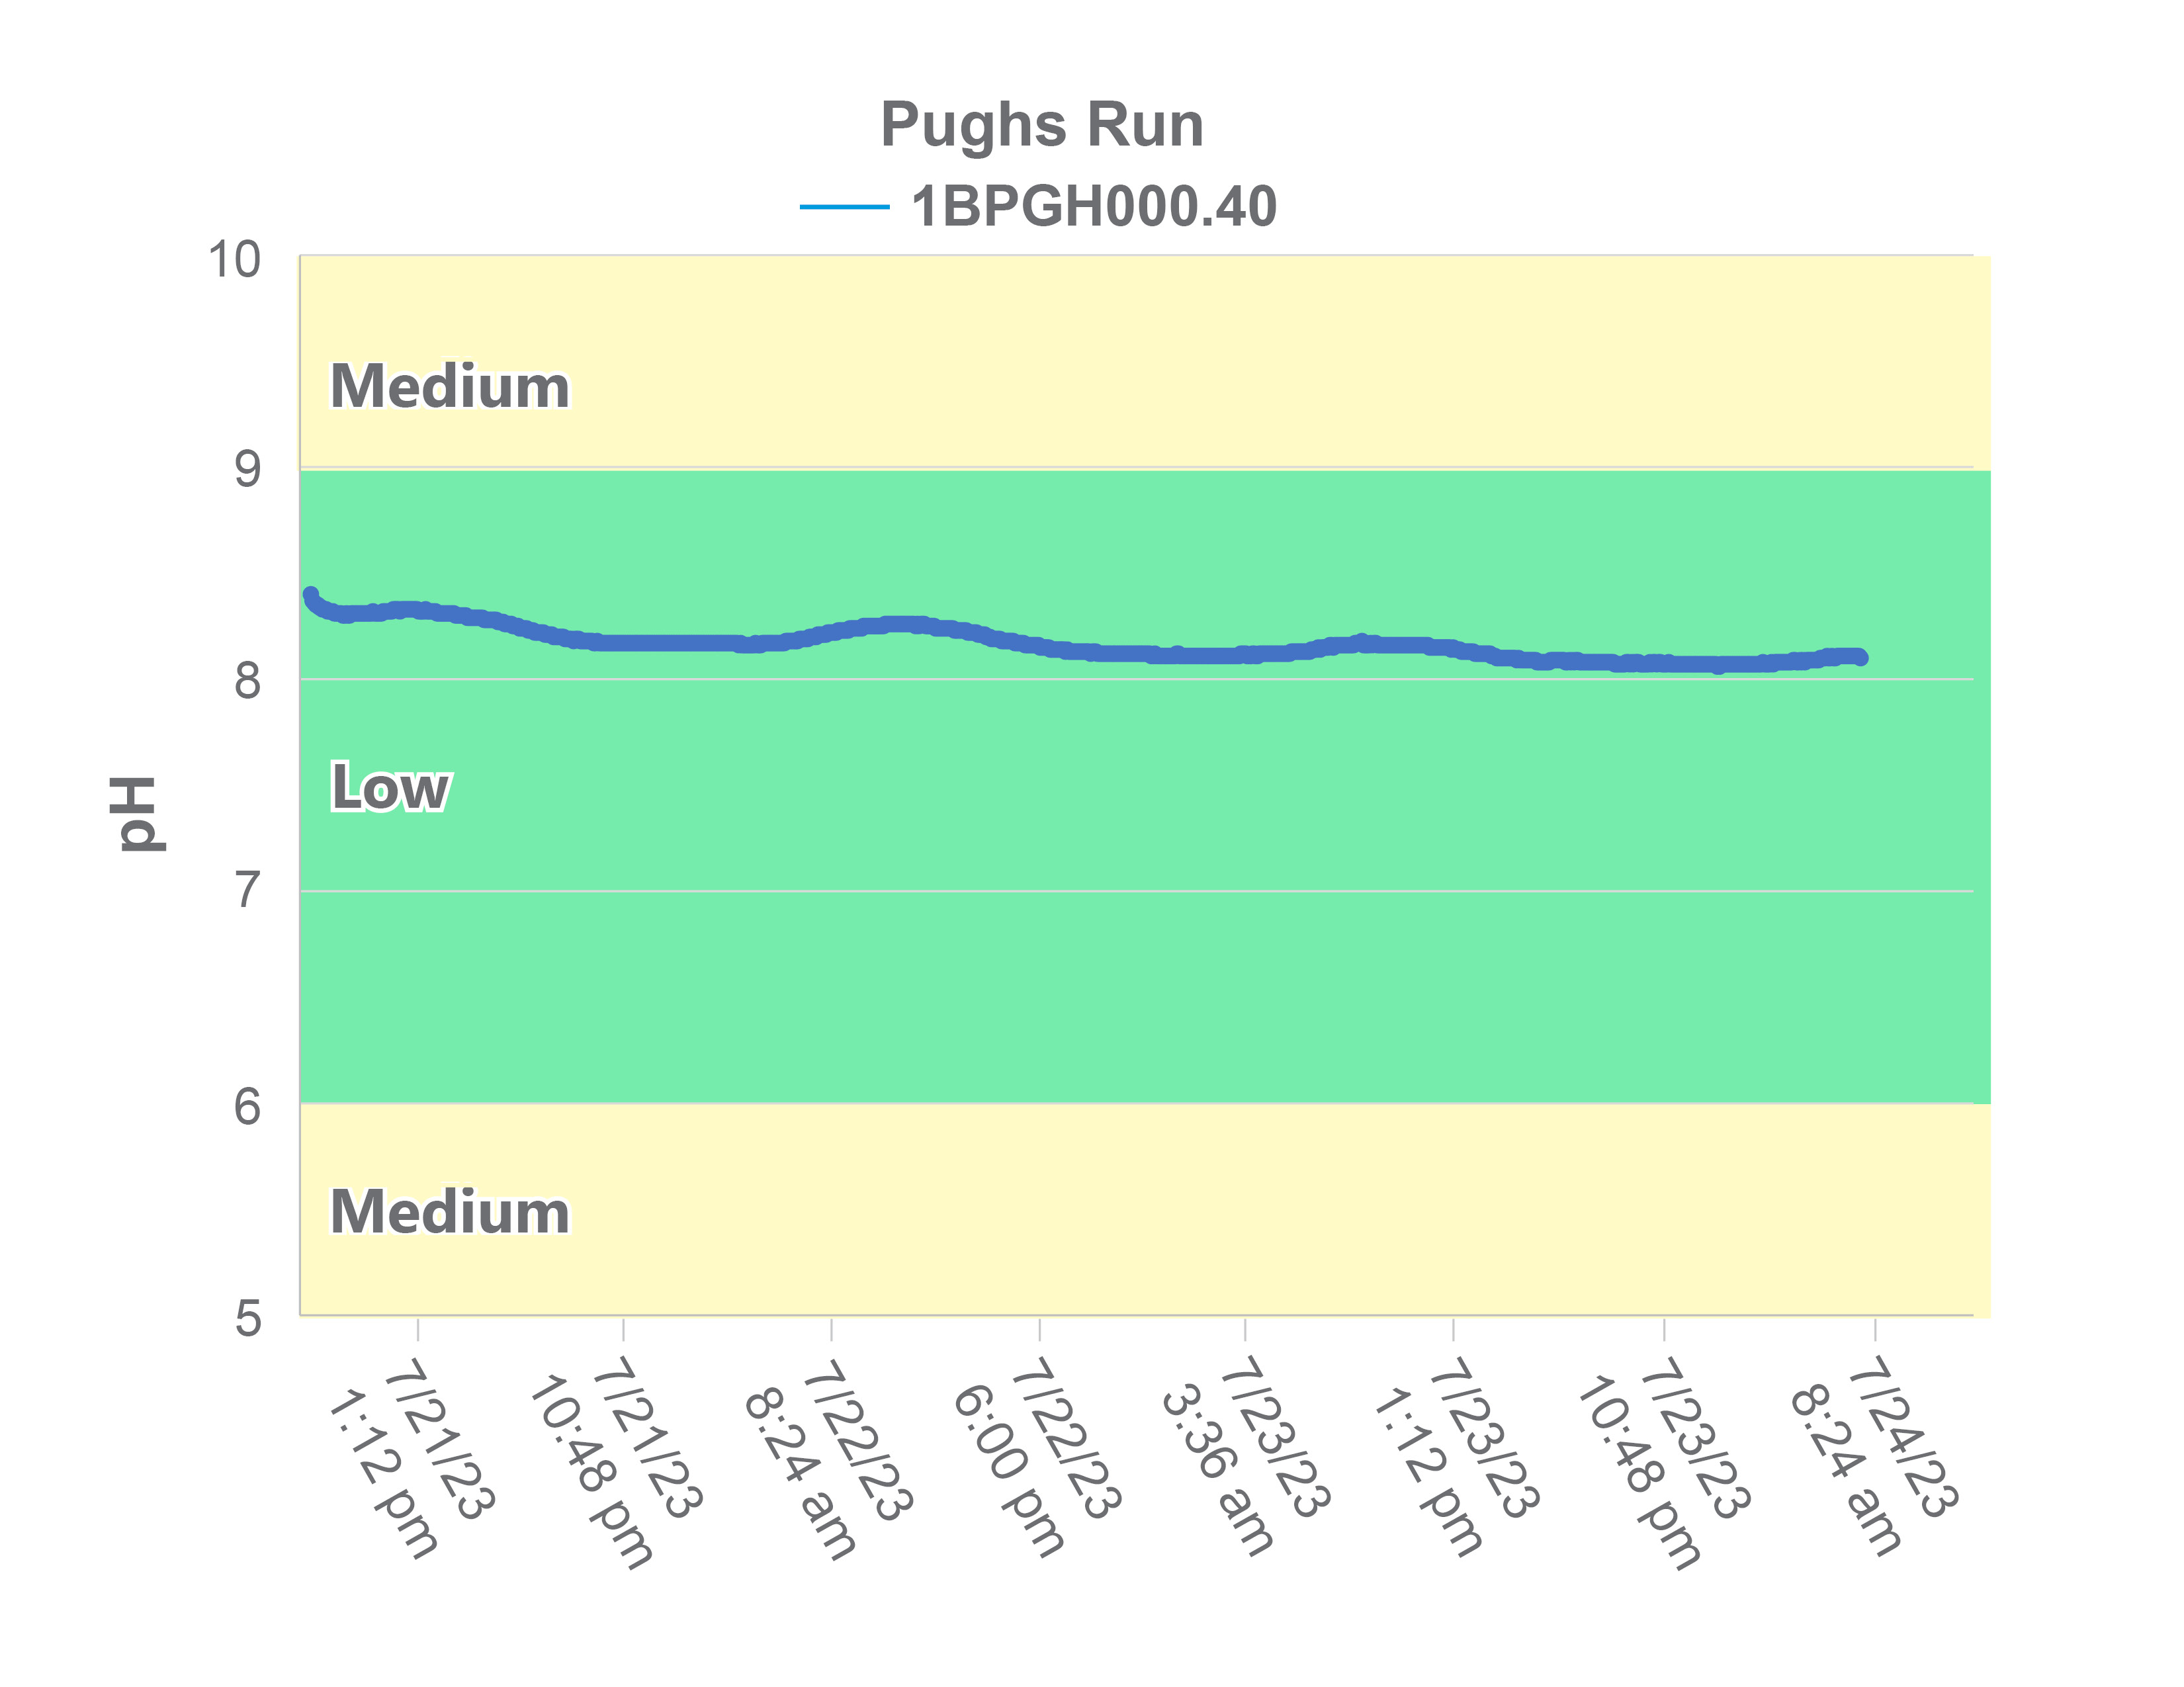 Pughs Run
1BPGH000.40
10
Medium
9
8
Low
7
pH
6
Medium
5
7/21/23
1:12 pm
7/21/23
10:48 pm
7/22/23
8:24 am
7/22/23
6:00 pm
7/23/23
3:36 am
7/23/23
1:12 pm
7/23/23
10:48 pm
7/24/23
8:24 am